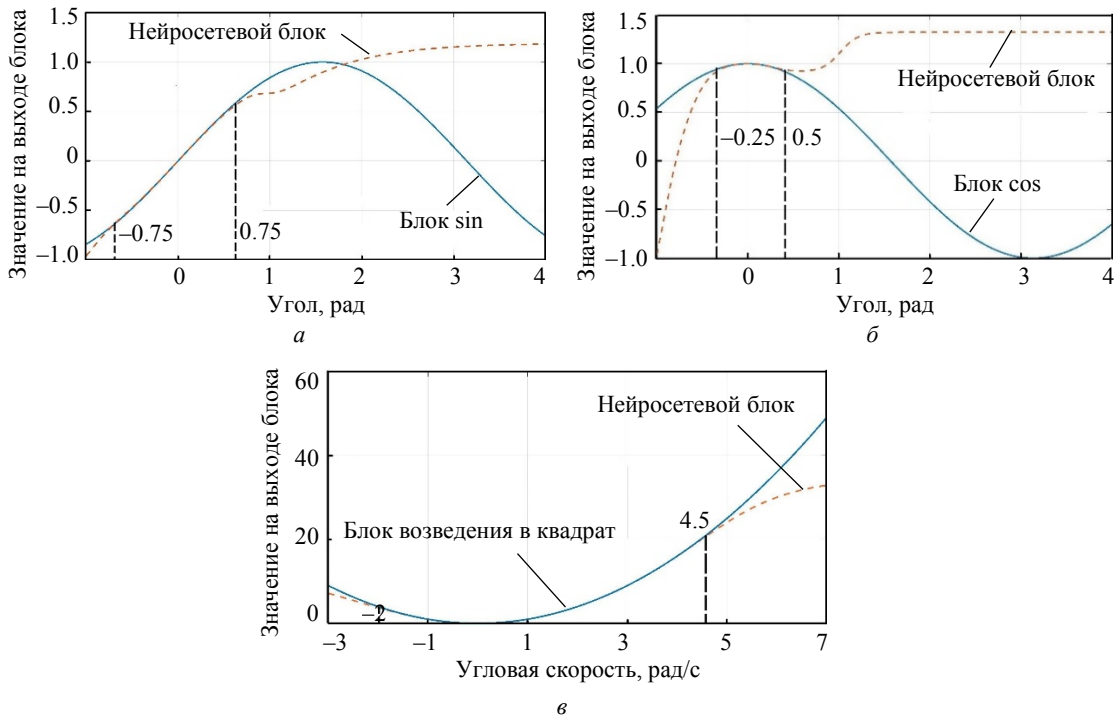 Значение на выходе блока
1.5
1.0
0.5
0
−0.5
−1.0
Нейросетевой блок
Блок sin
−0.75
0.75
0
1
2
3
4
Угол, рад
а
Значение на выходе блока
1.5
1.0
0.5
0
−0.5
−1.0
Нейросетевой блок
−0.25
0.5
Блок cos
0
1
2
3
4
Угол, рад
б
Значение на выходе блока
60
40
20
0
Нейросетевой блок
4.5
Блок возведения в квадрат
−2
−3
−1
1
3
5
7
Угловая скорость, рад/с
в